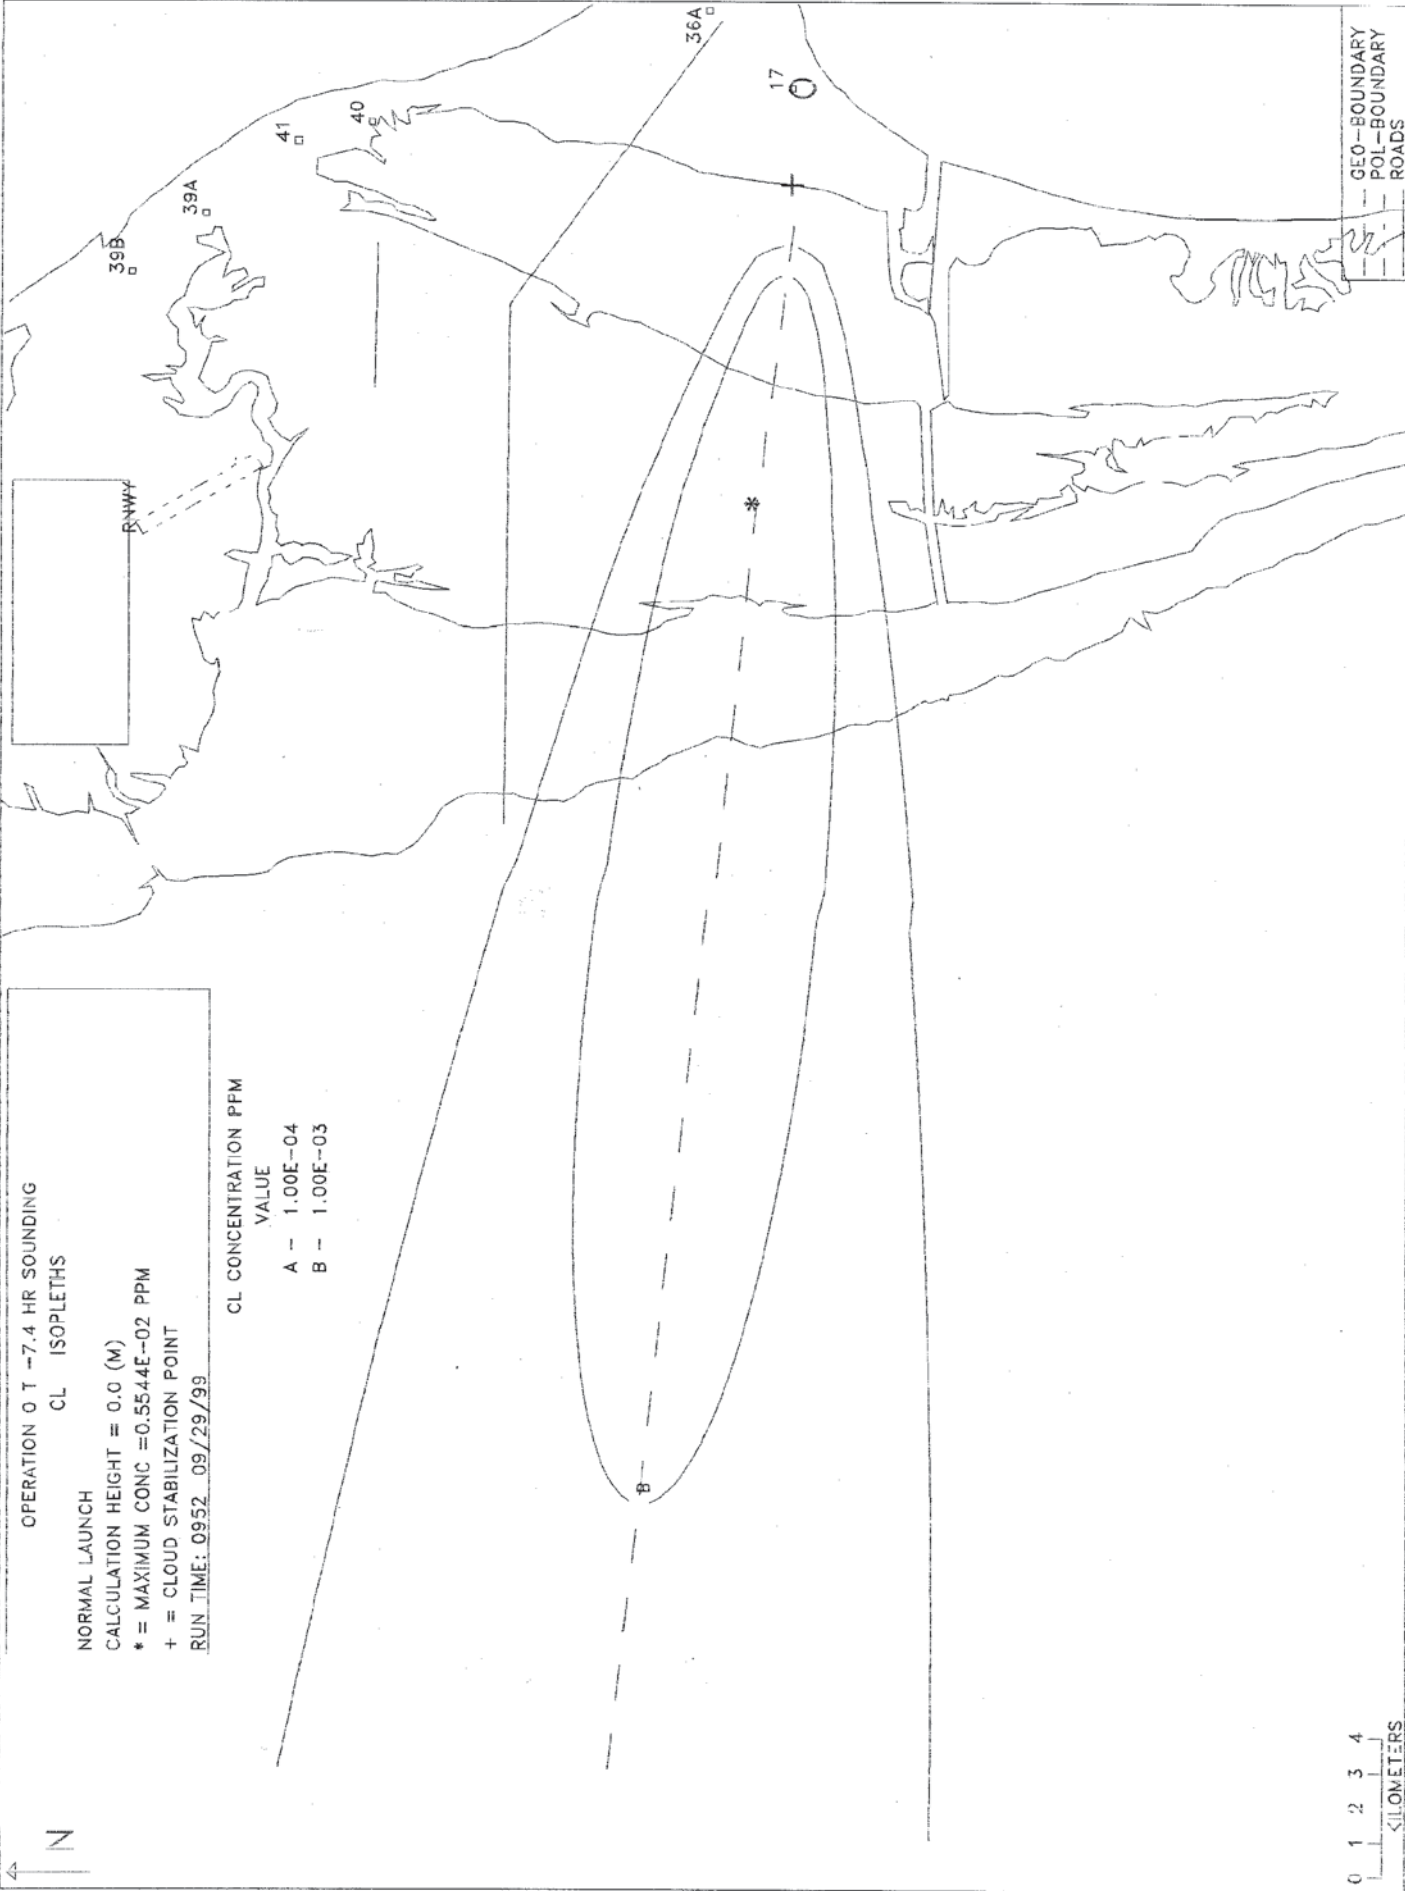 OPERATION 0 T -7.4 HR SOUNDING
CL ISOPLETHS
NORMAL LAUNCH
CALCULATION HEIGHT = 0.0 (M)
* = MAXIMUM CONC =0.5544E-02 PPM
+ = CLOUD STABILIZATION POINT
RUN TIME: 0952 09/29/99
CL CONCENTRATION PPM
VALUE
A - 1.00E-04
B - 1.00E-03
N
RNWY
39B
39A
41
40
36A
17
B
0 1 2 3 4
KILOMETERS
GEO-BOUNDARY
POL-BOUNDARY
ROADS